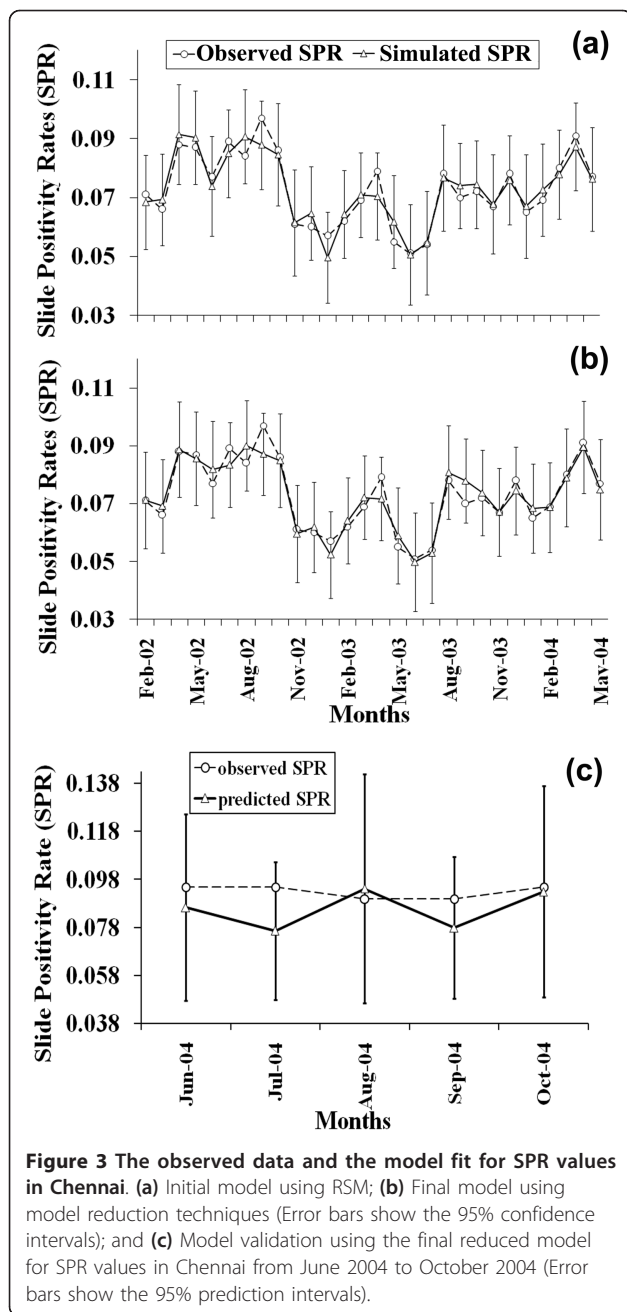 (a)
Observed SPR Simulated SPR
Slide Positivity Rates (SPR)
0.11
0.09
0.07
0.05
0.03
(b)
Slide Positivity Rates (SPR)
0.11
0.09
0.07
0.05
0.03
Feb-02
May-02
Aug-02
Nov-02
Feb-03
May-03
Aug-03
Nov-03
Feb-04
May-04
Months
(c)
observed SPR
predicted SPR
Slide Positivity Rate (SPR)
0.138
0.118
0.098
0.078
0.058
0.038
Jun-04
Jul-04
Aug-04
Sep-04
Oct-04
Months
Figure 3 The observed data and the model fit for SPR values
in Chennai. (a) Initial model using RSM; (b) Final model using
model reduction techniques (Error bars show the 95% confidence
intervals); and (c) Model validation using the final reduced model
for SPR values in Chennai from June 2004 to October 2004 (Error
bars show the 95% prediction intervals).